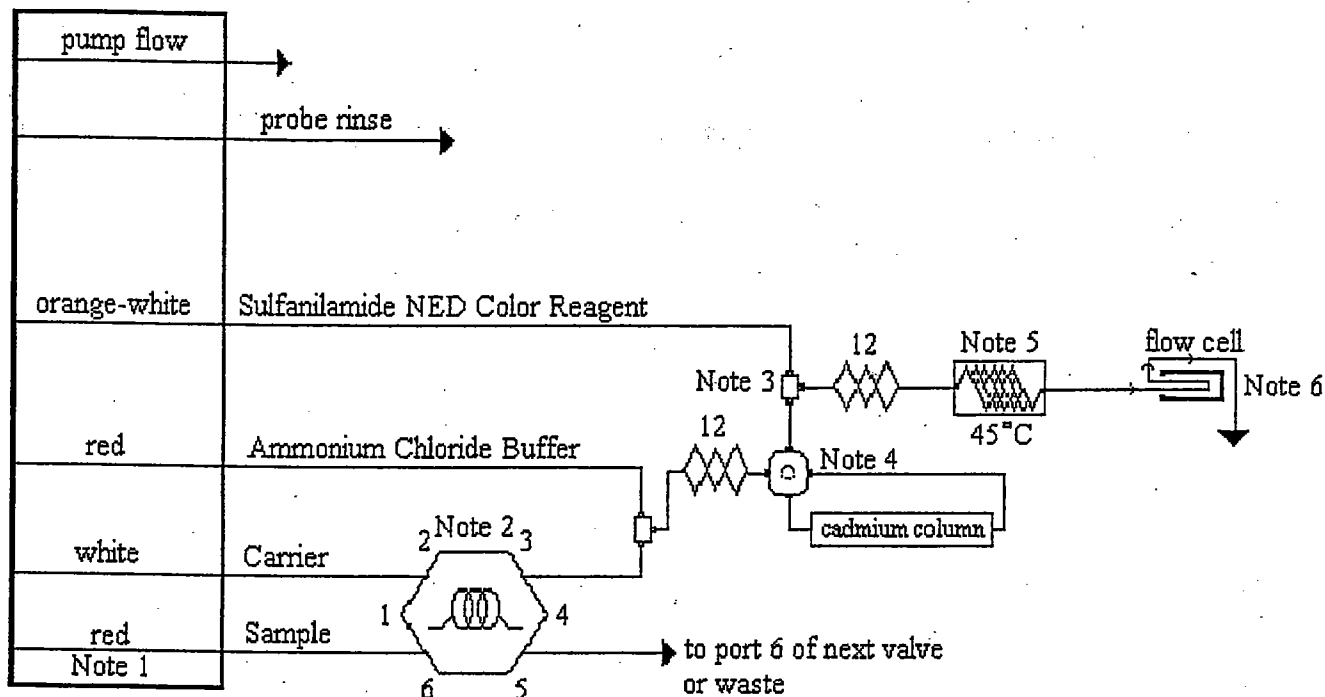 pump flow
probe rinse
orange-white Sulfanilamide NED Color Reagent
12 Note 5 flow cell
Note 3 Note 6
45°C
red Ammonium Chloride Buffer
12 Note 4
cadmium column
2 Note 2 3
white Carrier
1 4
red Sample
to port 6 of next valve
or waste
Note 1
6 5